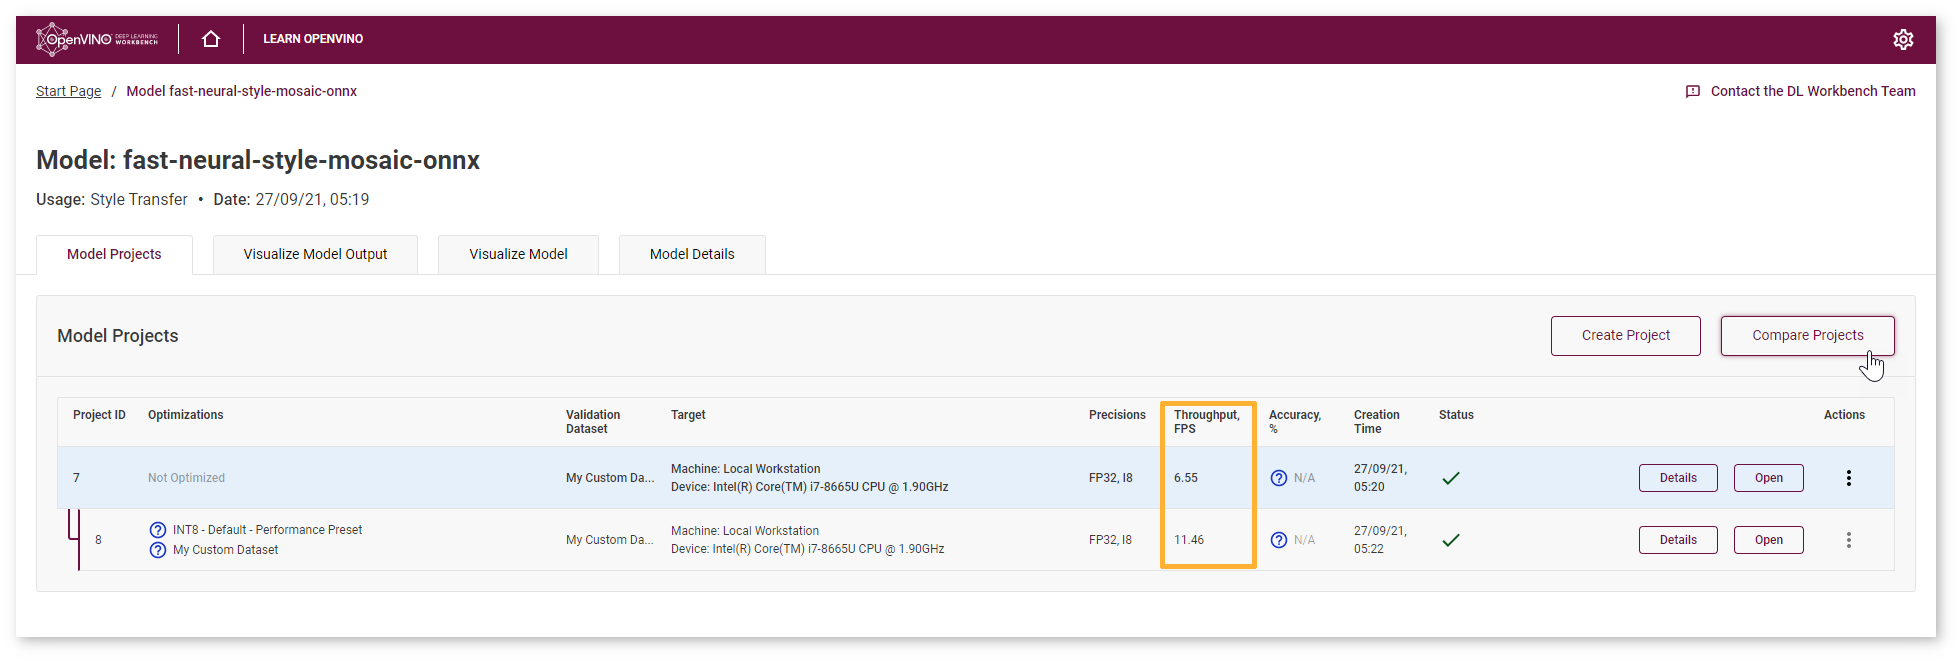 OpenVINO DEEP LEARNING WORKBENCH LEARN OPENVINO
Start Page / Model fast-neural-style-mosaic-onnx Contact the DL Workbench Team
Model: fast-neural-style-mosaic-onnx
Usage: Style Transfer • Date: 27/09/21, 05:19
Model Projects Visualize Model Output Visualize Model Model Details
Model Projects Create Project Compare Projects
Project ID Optimizations Validation Dataset Target Precisions Throughput, FPS Accuracy, % Creation Time Status Actions
7 Not Optimized My Custom Da... Machine: Local Workstation
Device: Intel(R) Core(TM) i7-8665U CPU @ 1.90GHz FP32, I8 6.55 ? N/A 27/09/21, 05:20 Details Open
8 ? INT8 - Default - Performance Preset
? My Custom Dataset My Custom Da... Machine: Local Workstation
Device: Intel(R) Core(TM) i7-8665U CPU @ 1.90GHz FP32, I8 11.46 ? N/A 27/09/21, 05:22 Details Open